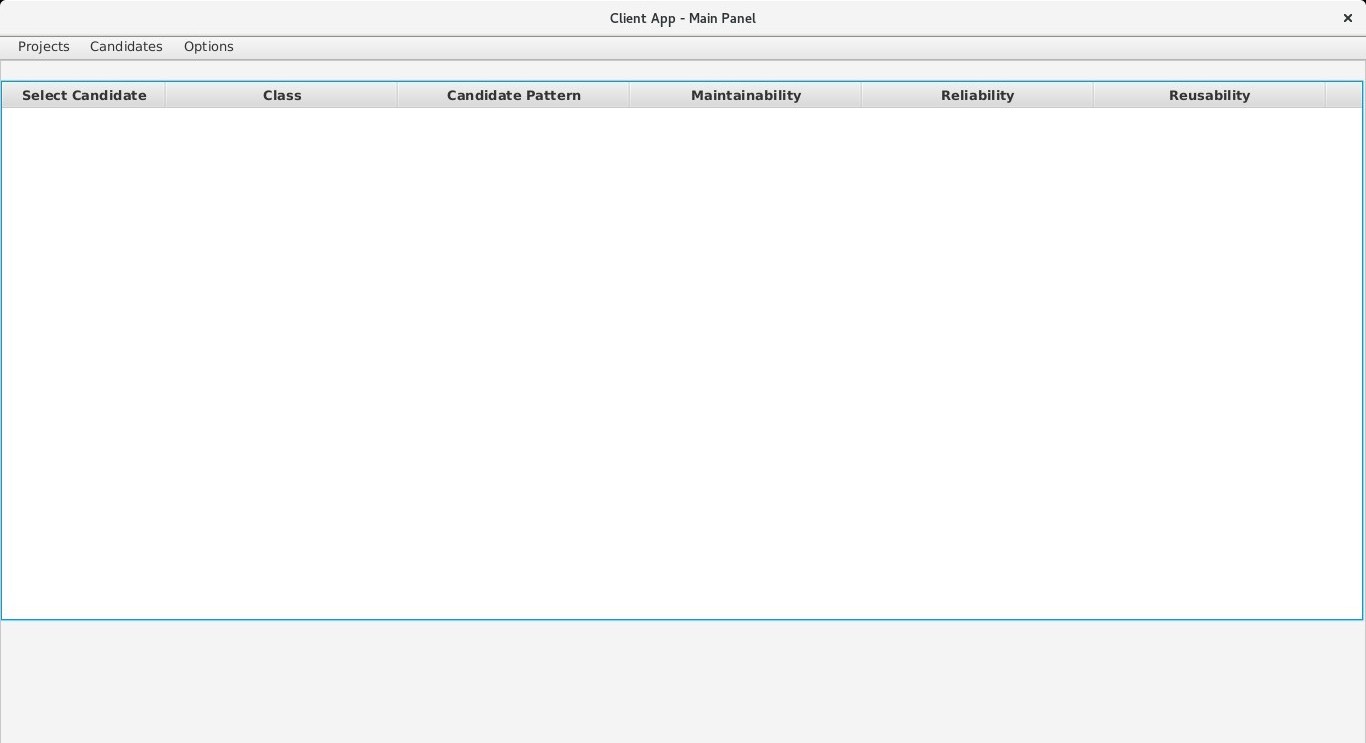 Client App - Main Panel
Projects Candidates Options
Select Candidate Class Candidate Pattern Maintainability Reliability Reusability